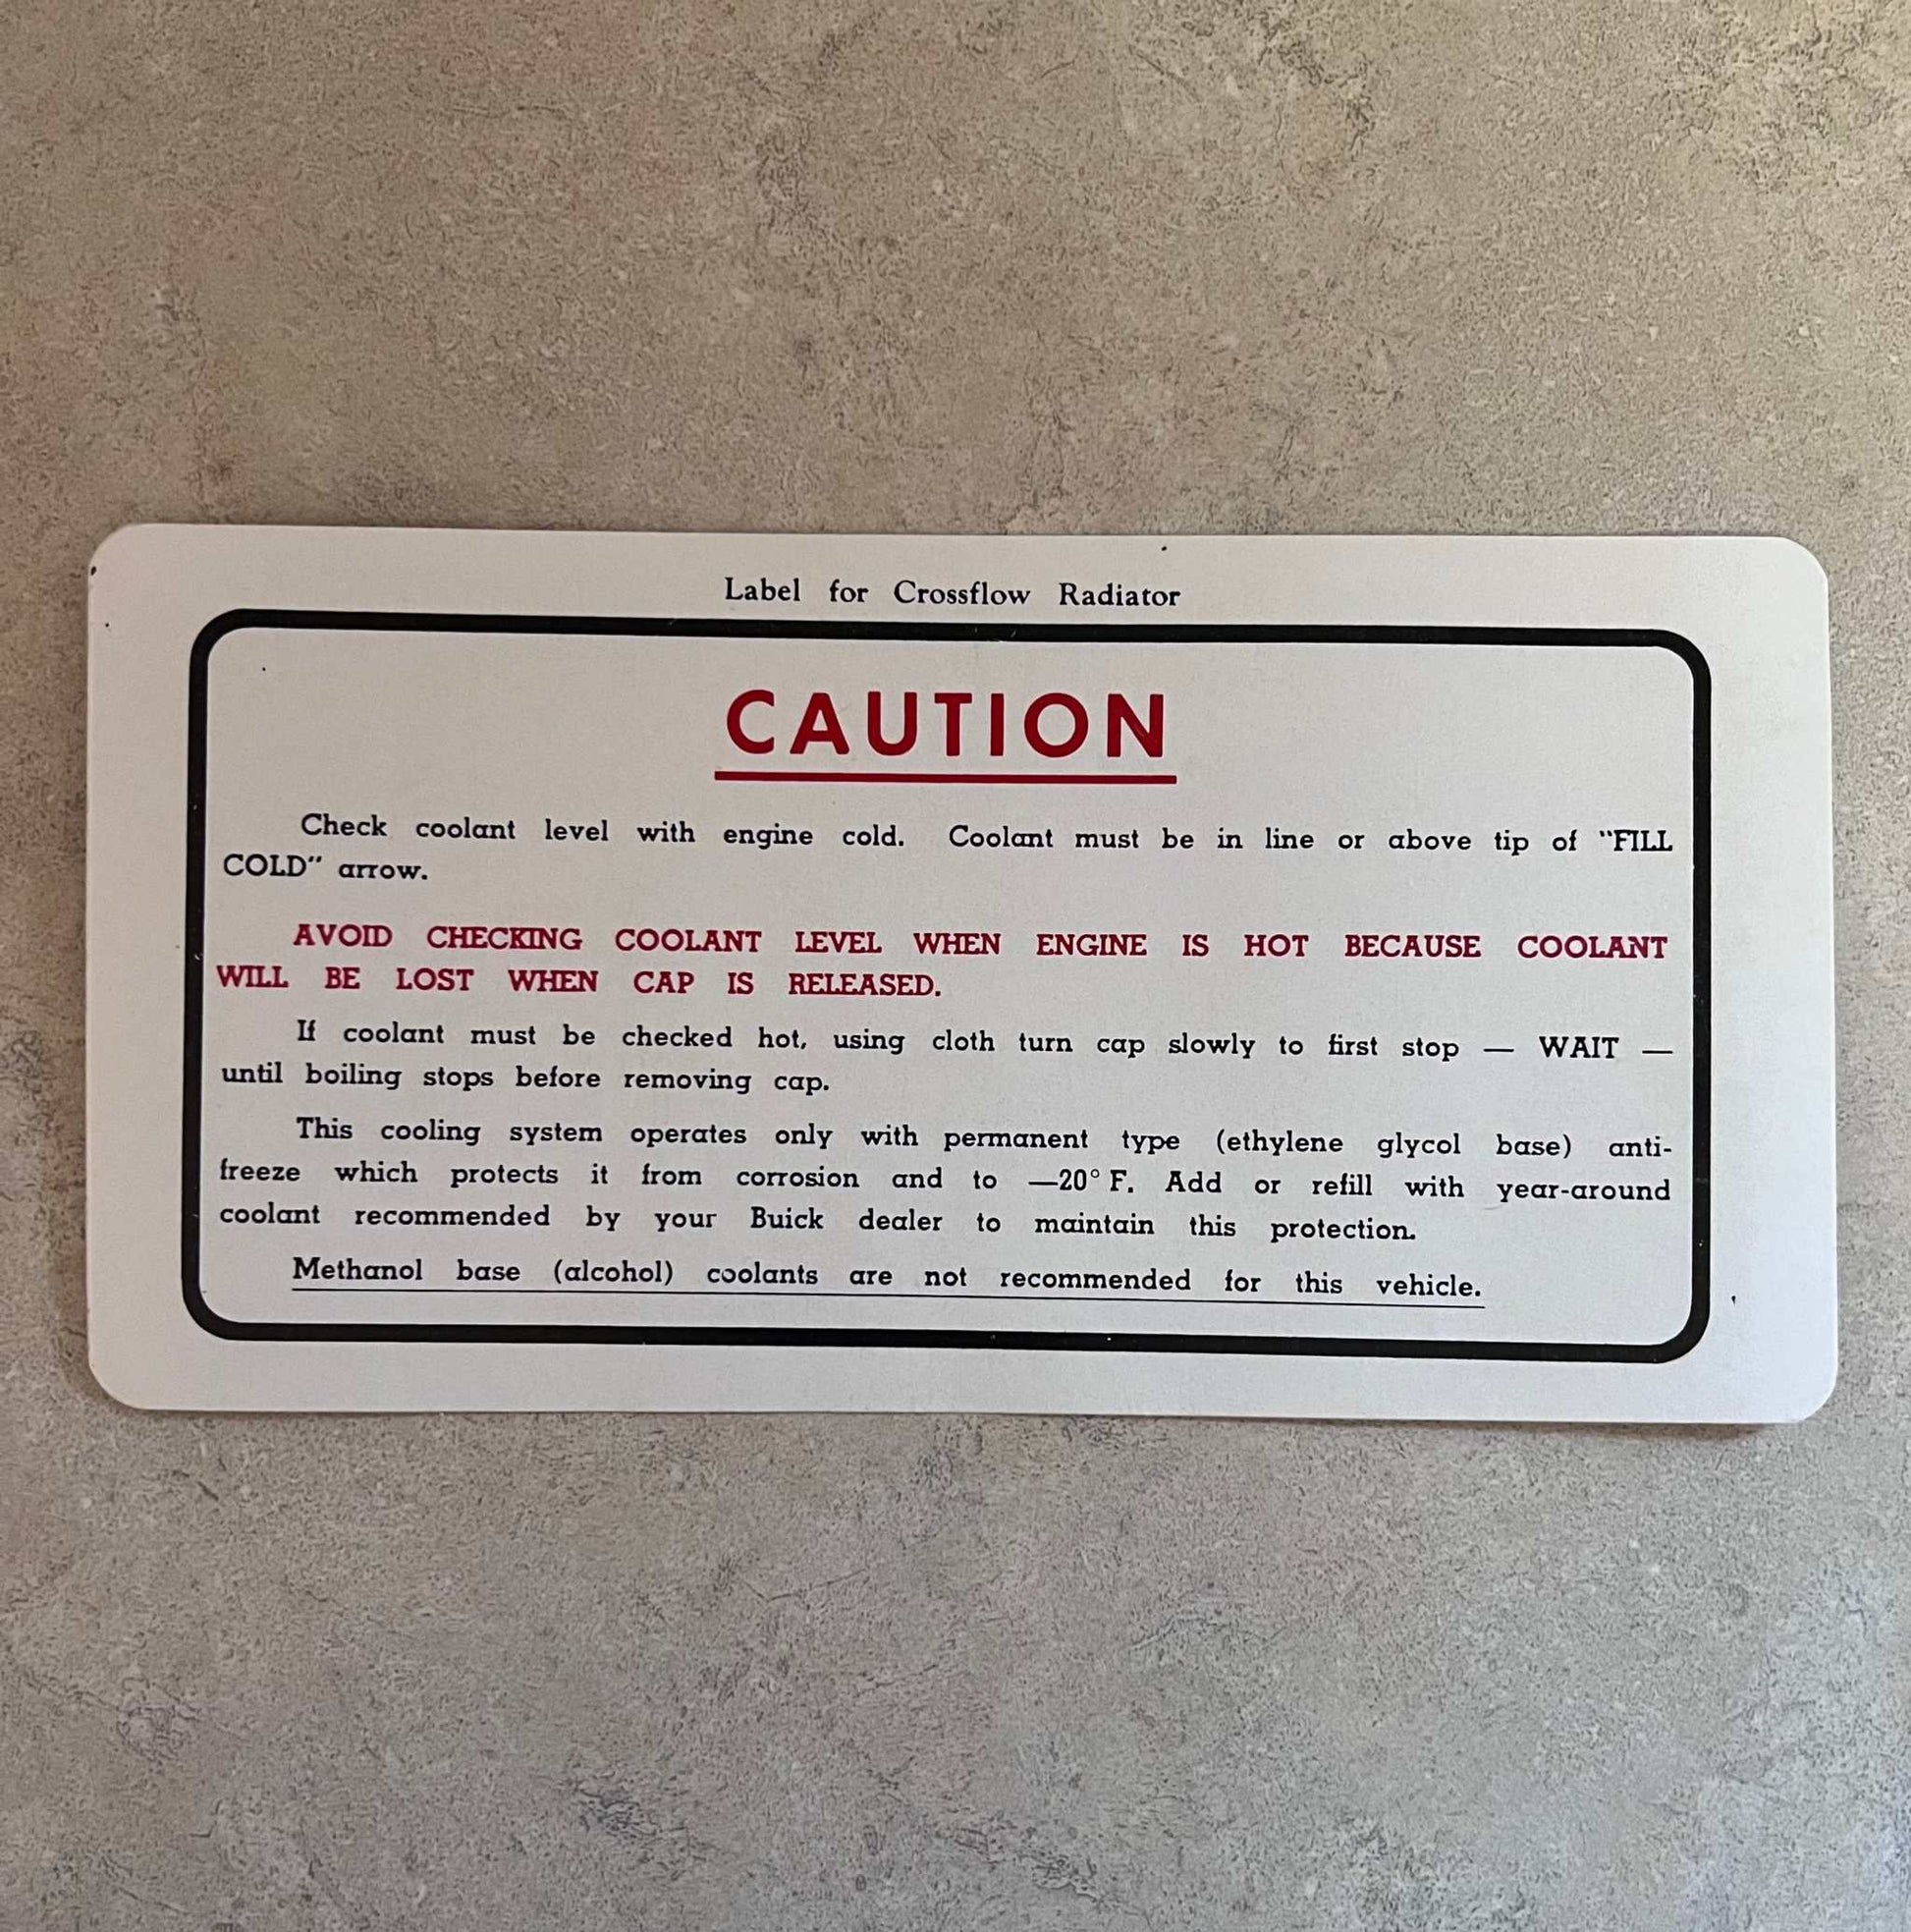 Label for Crossflow Radiator
CAUTION
Check coolant level with engine cold. Coolant must be in line or above tip of "FILL
COLD" arrow.
AVOID CHECKING COOLANT LEVEL WHEN ENGINE IS HOT BECAUSE COOLANT
WILL BE LOST WHEN CAP IS RELEASED.
If coolant must be checked hot, using cloth turn cap slowly to first stop — WAIT —
until boiling stops before removing cap.
This cooling system operates only with permanent type (ethylene glycol base) anti-
freeze which protects it from corrosion and to —20° F. Add or refill with year-around
coolant recommended by your Buick dealer to maintain this protection.
Methanol base (alcohol) coolants are not recommended for this vehicle.